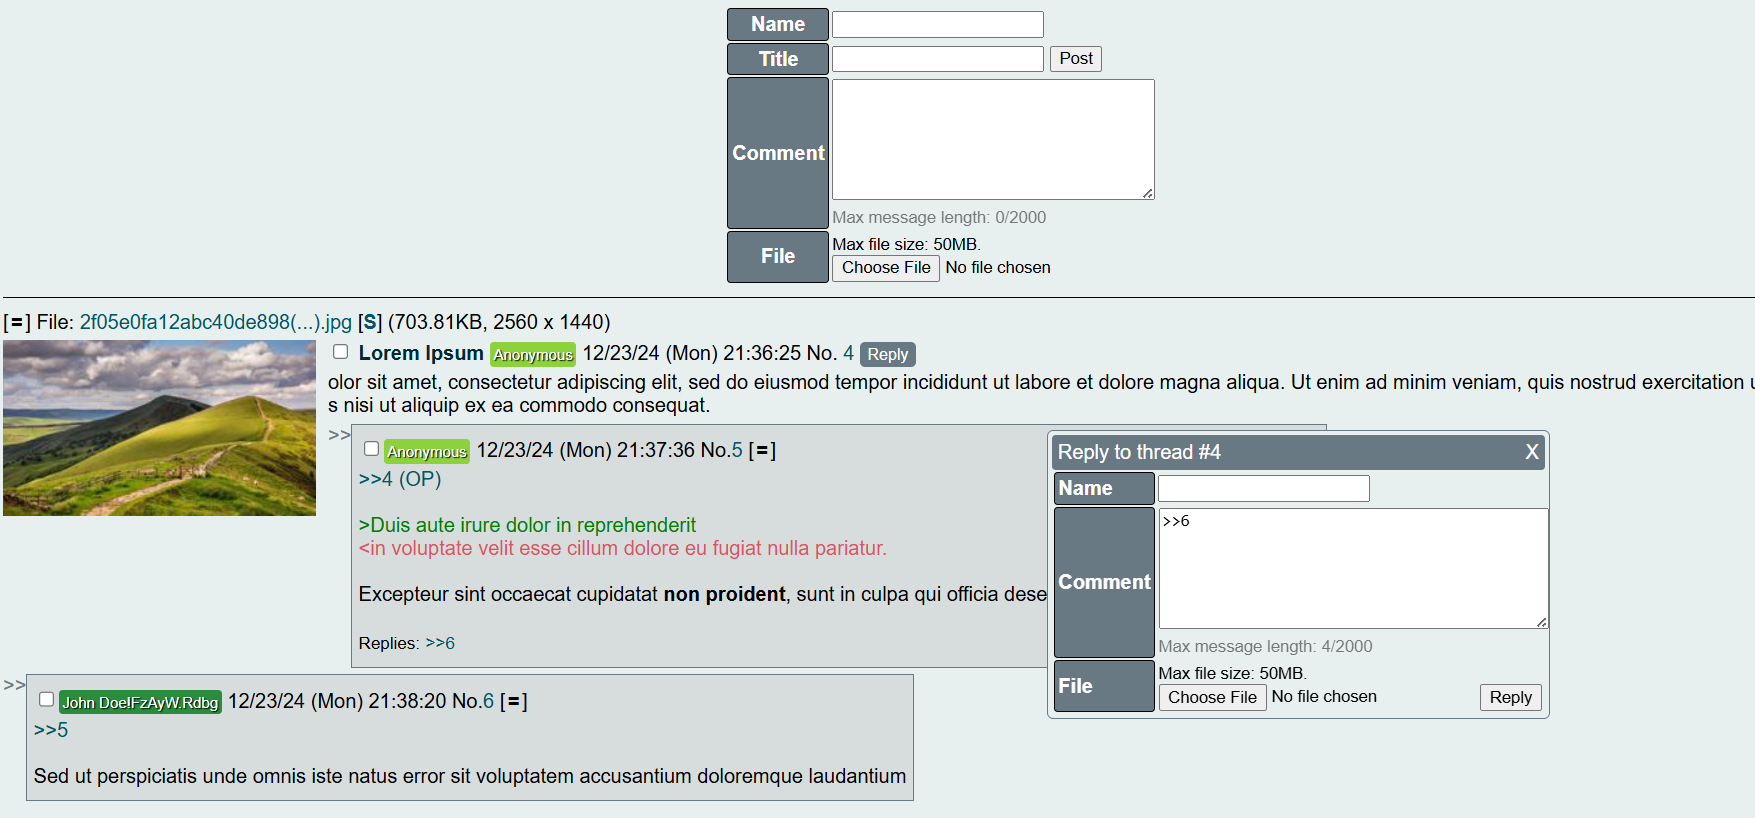 Name
Title Post
Comment
Max message length: 0/2000
File Max file size: 50MB.
Choose File No file chosen
[=] File: 2f05e0fa12abc40de898(...).jpg [S] (703.81KB, 2560 x 1440)
Lorem Ipsum Anonymous 12/23/24 (Mon) 21:36:25 No. 4 Reply
olor sit amet, consectetur adipiscing elit, sed do eiusmod tempor incididunt ut labore et dolore magna aliqua. Ut enim ad minim veniam, quis nostrud exercitation
s nisi ut aliquip ex ea commodo consequat.
>> Anonymous 12/23/24 (Mon) 21:37:36 No.5 [=]
>>4 (OP)
>Duis aute irure dolor in reprehenderit
<in voluptate velit esse cillum dolore eu fugiat nulla pariatur.
Excepteur sint occaecat cupidatat non proident, sunt in culpa qui officia dese
Replies: >>6
Reply to thread #4 X
Name
>>6
Comment
Max message length: 4/2000
File Max file size: 50MB.
Choose File No file chosen Reply
>> John Doe!FzAyW.Rdbg 12/23/24 (Mon) 21:38:20 No.6 [=]
>>5
Sed ut perspiciatis unde omnis iste natus error sit voluptatem accusantium doloremque laudantium